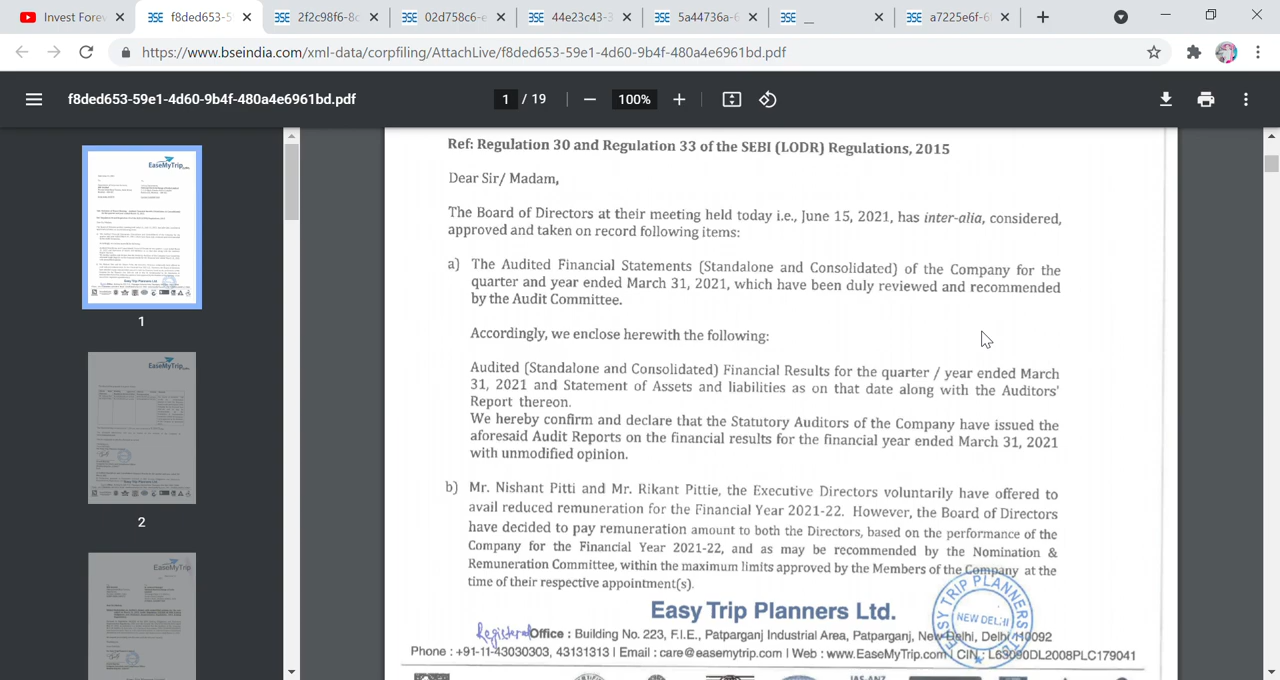 Invest Fore
f8ded653-5
2f2c98f6-8c
02d758c6-e
44e23c43-3
5a44736a-6
__
a7225e6f-6
https://www.bseindia.com/xml-data/corpfiling/AttachLive/f8ded653-59e1-4d60-9b4f-480a4e6961bd.pdf
f8ded653-59e1-4d60-9b4f-480a4e6961bd.pdf
1 / 19
100%
EaseMyTrip.com
1
EaseMyTrip.com
2
EaseMyTrip
Ref: Regulation 30 and Regulation 33 of the SEBI (LODR) Regulations, 2015
Dear Sir/ Madam,
The Board of Directors at their meeting held today i.e., June 15, 2021, has inter-alia, considered,
approved and taken on record following items:
a) The Audited Financial Statements (Standalone and Consolidated) of the Company for the
quarter and year ended March 31, 2021, which have been duly reviewed and recommended
by the Audit Committee.
Accordingly, we enclose herewith the following:
Audited (Standalone and Consolidated) Financial Results for the quarter / year ended March
31, 2021 and Statement of Assets and liabilities as on that date along with the Auditors'
Report thereon.
We hereby confirm and declare that the Statutory Auditors of the Company have issued the
aforesaid Audit Reports on the financial results for the financial year ended March 31, 2021
with unmodified opinion.
b) Mr. Nishant Pitti and Mr. Rikant Pittie, the Executive Directors voluntarily have offered to
avail reduced remuneration for the Financial Year 2021-22. However, the Board of Directors
have decided to pay remuneration amount to both the Directors, based on the performance of the
Company for the Financial Year 2021-22, and as may be recommended by the Nomination &
Remuneration Committee, within the maximum limits approved by the Members of the Company at the
time of their respective appointment(s).
EASY TRIP PLANNERS
NEW DELHI
Easy Trip Planners Ltd.
Registered Office : Building No. 223, F.I.E., Patparganj Industrial Area, Patparganj, New Delhi, Delhi 110092
Phone : +91-11-43030303, 43131313 | Email : care@easemytrip.com | Web : www.EaseMyTrip.com | CIN : L63090DL2008PLC179041